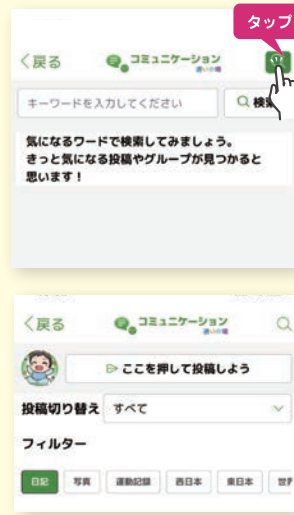 タップ
戻る
コミュニケーション
キーワードを入力してください
検索
気になるワードで検索してみましょう。
きっと気になる投稿やグループが見つかると
思います！
戻る
コミュニケーション
ここを押して投稿しよう
投稿切り替え すべて
フィルター
日記 写真 運動記録 西日本 東日本